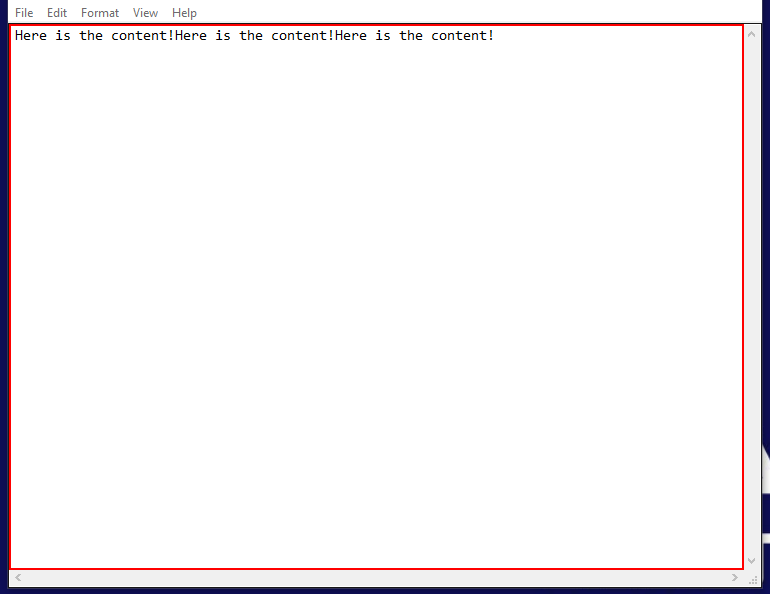 File Edit Format View Help
Here is the content!Here is the content!Here is the content!